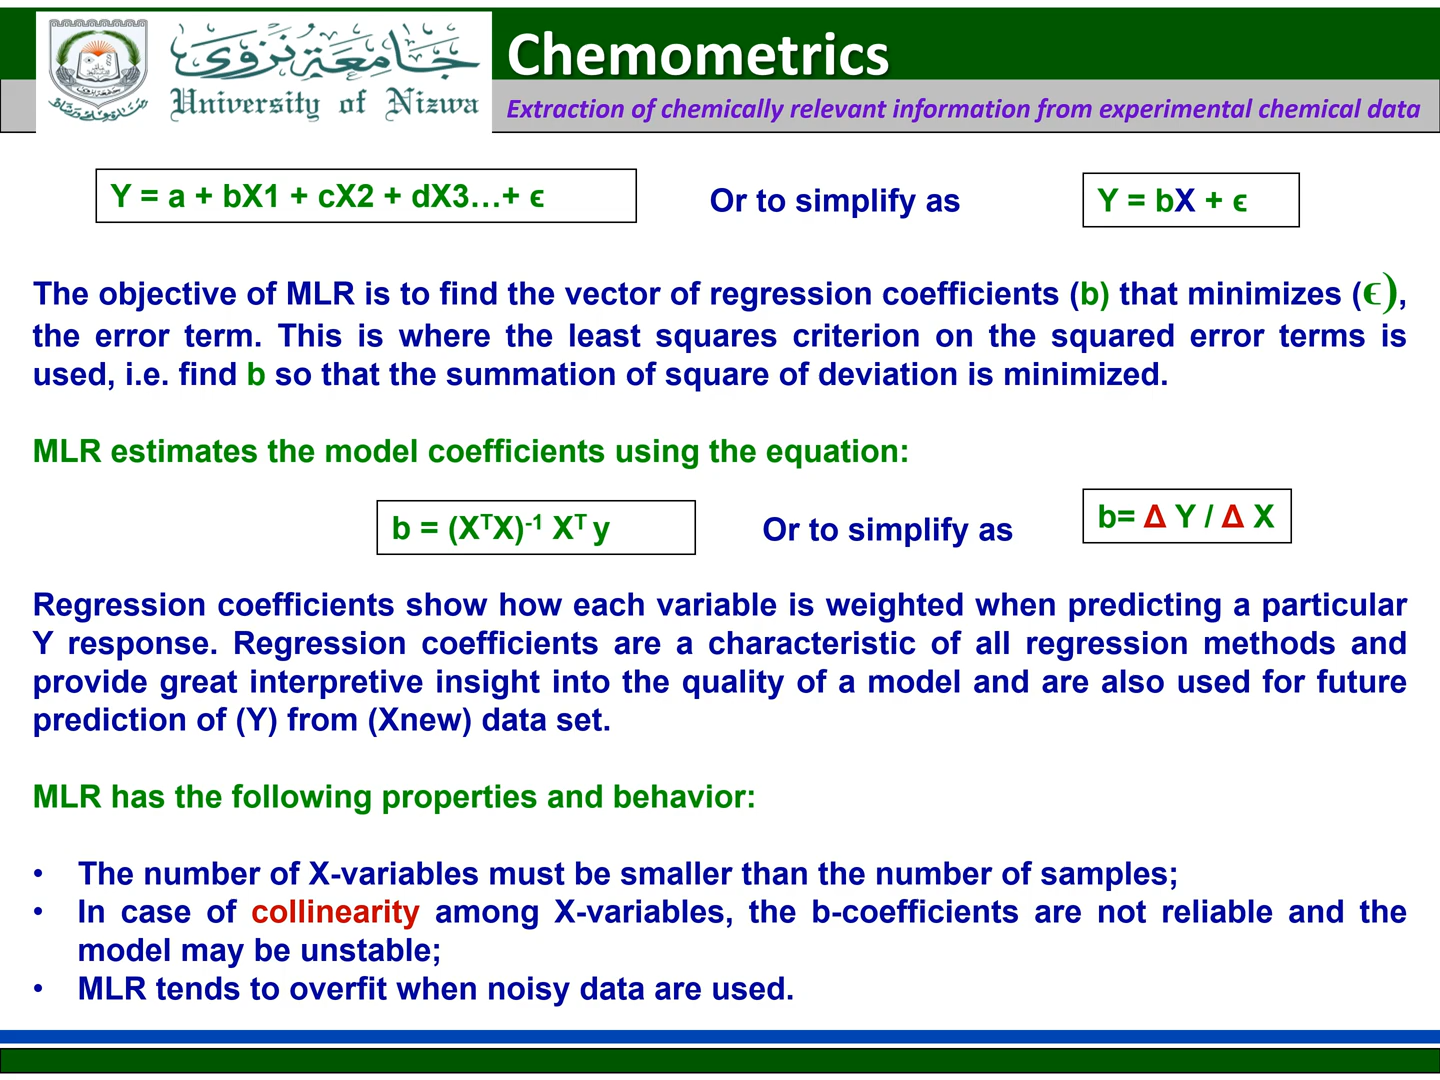 جامعة نزوى
University of Nizwa
Chemometrics
Extraction of chemically relevant information from experimental chemical data
Y = a + bX1 + cX2 + dX3…+ ϵ
Or to simplify as
Y = bX + ϵ
The objective of MLR is to find the vector of regression coefficients (b) that minimizes (ϵ),
the error term. This is where the least squares criterion on the squared error terms is
used, i.e. find b so that the summation of square of deviation is minimized.
MLR estimates the model coefficients using the equation:
b = (XᵀX)⁻¹ Xᵀ y
Or to simplify as
b= Δ Y / Δ X
Regression coefficients show how each variable is weighted when predicting a particular
Y response. Regression coefficients are a characteristic of all regression methods and
provide great interpretive insight into the quality of a model and are also used for future
prediction of (Y) from (Xnew) data set.
MLR has the following properties and behavior:
• The number of X-variables must be smaller than the number of samples;
• In case of collinearity among X-variables, the b-coefficients are not reliable and the
model may be unstable;
• MLR tends to overfit when noisy data are used.